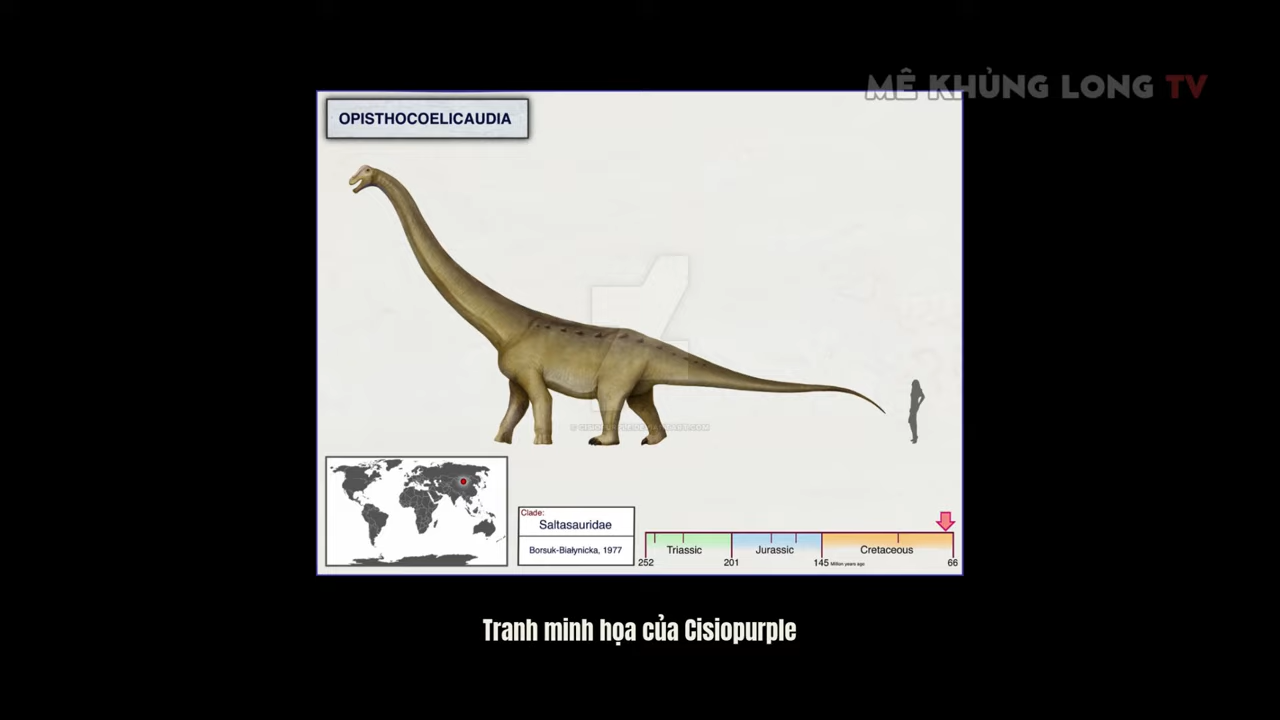 MÊ KHỦNG LONG TV
OPISTHOCOELICAUDIA
Clade:
Saltasauridae
Borsuk-Białynicka, 1977
Triassic
Jurassic
Cretaceous
252
201
145 Million years ago
66
Tranh minh họa của Cisiopurple